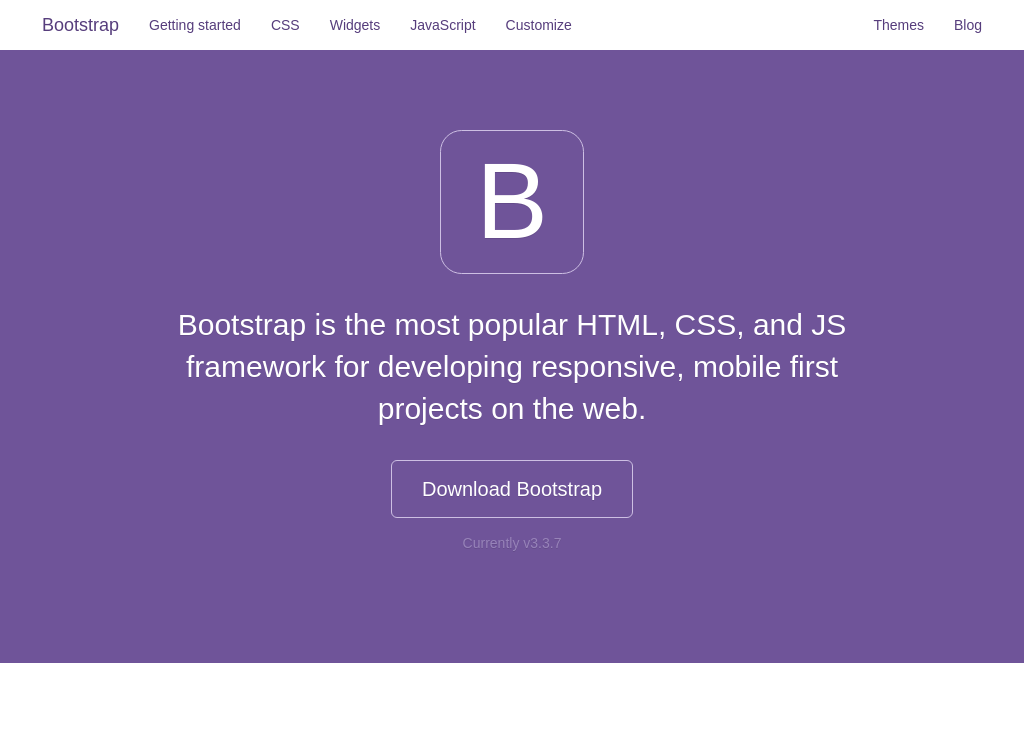 Bootstrap Getting started CSS Widgets JavaScript Customize Themes Blog
B
Bootstrap is the most popular HTML, CSS, and JS
framework for developing responsive, mobile first
projects on the web.
Download Bootstrap
Currently v3.3.7